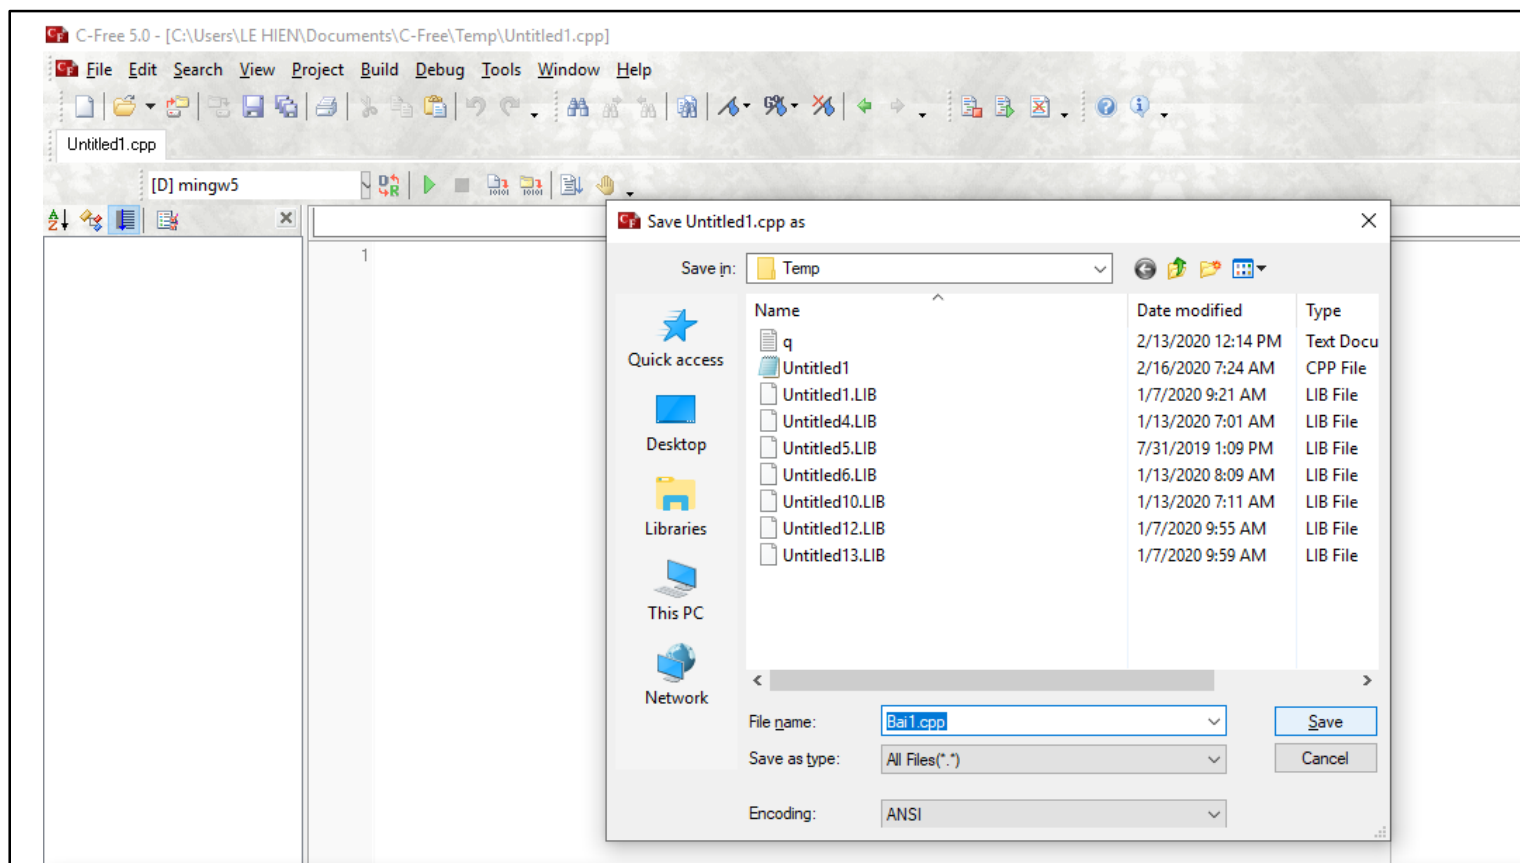 C-Free 5.0 - [C:\Users\LE HIEN\Documents\C-Free\Temp\Untitled1.cpp]
File Edit Search View Project Build Debug Tools Window Help
Untitled1.cpp
[D] mingw5
1
Save Untitled1.cpp as
Save in: Temp
Quick access
Desktop
Libraries
This PC
Network
Name Date modified Type
q 2/13/2020 12:14 PM Text Docu
Untitled1 2/16/2020 7:24 AM CPP File
Untitled1.LIB 1/7/2020 9:21 AM LIB File
Untitled4.LIB 1/13/2020 7:01 AM LIB File
Untitled5.LIB 7/31/2019 1:09 PM LIB File
Untitled6.LIB 1/13/2020 8:09 AM LIB File
Untitled10.LIB 1/13/2020 7:11 AM LIB File
Untitled12.LIB 1/7/2020 9:55 AM LIB File
Untitled13.LIB 1/7/2020 9:59 AM LIB File
File name: Bai1.cpp Save
Save as type: All Files(*.*) Cancel
Encoding: ANSI